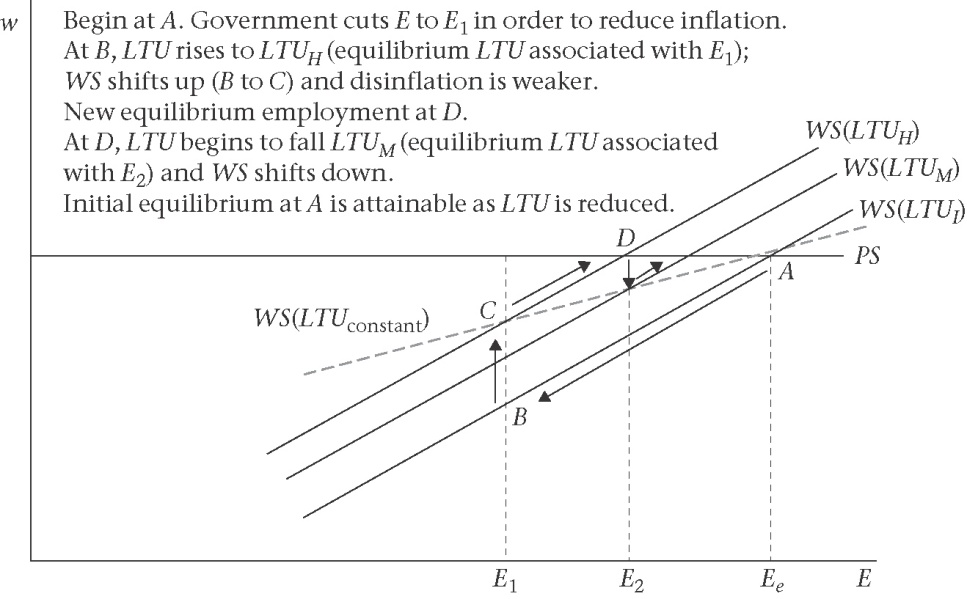 w
Begin at A. Government cuts E to E1 in order to reduce inflation.
At B, LTU rises to LTUH (equilibrium LTU associated with E1);
WS shifts up (B to C) and disinflation is weaker.
New equilibrium employment at D.
At D, LTU begins to fall LTUM (equilibrium LTU associated
with E2) and WS shifts down.
Initial equilibrium at A is attainable as LTU is reduced.
WS(LTUH)
WS(LTUM)
WS(LTUI)
D
PS
A
C
WS(LTUconstant)
B
E1
E2
Ee
E